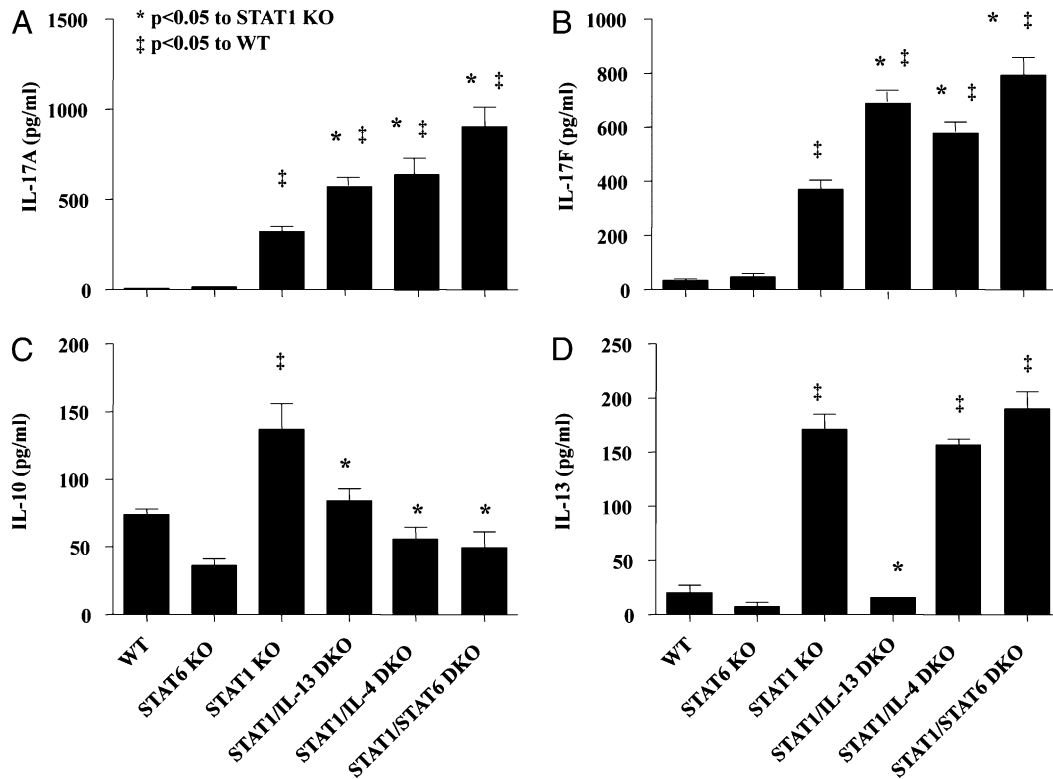 A
* p<0.05 to STAT1 KO
‡ p<0.05 to WT
IL-17A (pg/ml)
1500
1000
500
0
‡
* ‡
* ‡
* ‡
B
IL-17F (pg/ml)
1000
800
600
400
200
0
‡
* ‡
* ‡
* ‡
C
IL-10 (pg/ml)
200
150
100
50
0
‡
*
*
*
WT
STAT6 KO
STAT1 KO
STAT1/IL-13 DKO
STAT1/IL-4 DKO
STAT1/STAT6 DKO
D
IL-13 (pg/ml)
250
200
150
100
50
0
‡
*
‡
‡
WT
STAT6 KO
STAT1 KO
STAT1/IL-13 DKO
STAT1/IL-4 DKO
STAT1/STAT6 DKO